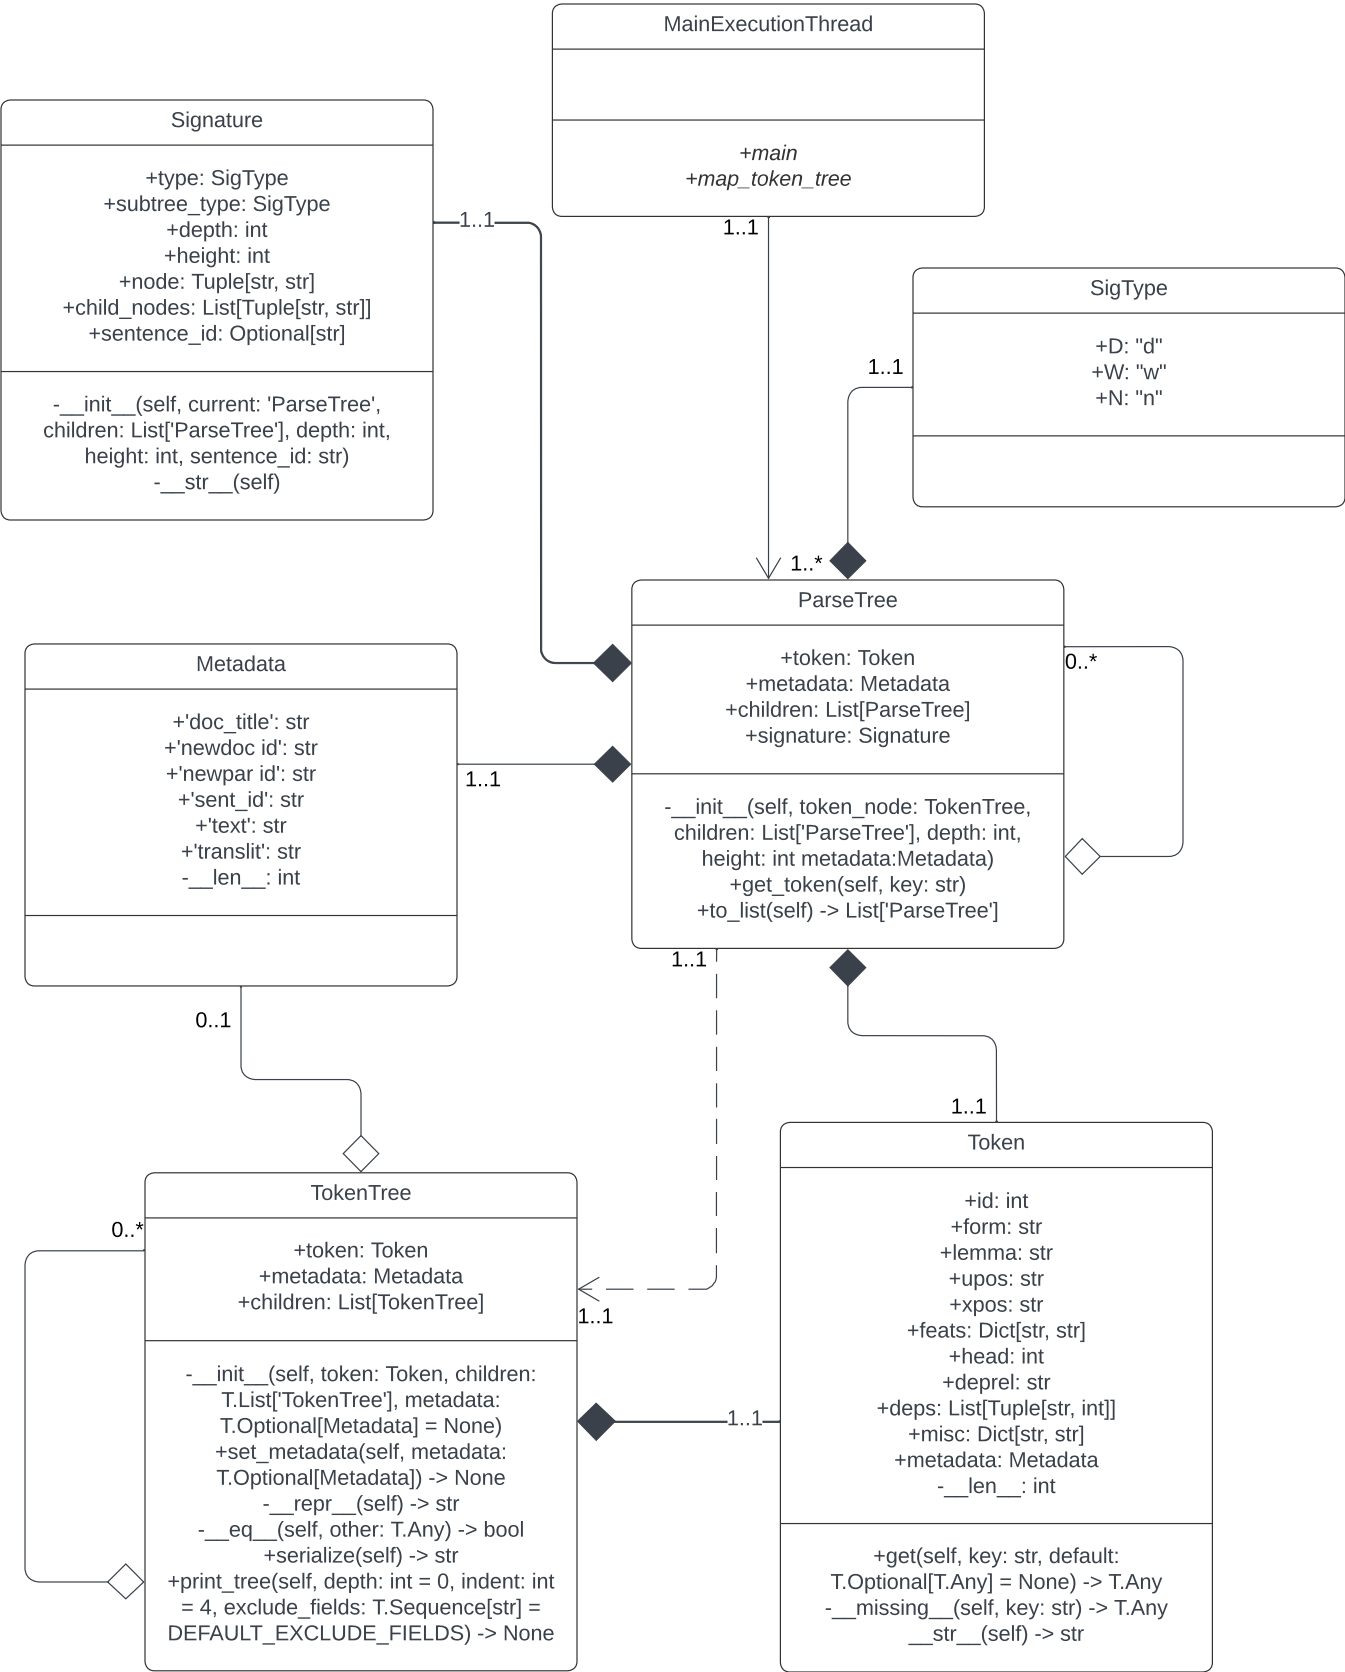 MainExecutionThread
+main
+map_token_tree
1..1
Signature
+type: SigType
+subtree_type: SigType
+depth: int
+height: int
+node: Tuple[str, str]
+child_nodes: List[Tuple[str, str]]
+sentence_id: Optional[str]
-__init__(self, current: 'ParseTree',
children: List['ParseTree'], depth: int,
height: int, sentence_id: str)
-__str__(self)
1..1
SigType
+D: "d"
+W: "w"
+N: "n"
1..1
1..*
ParseTree
+token: Token
+metadata: Metadata
+children: List[ParseTree]
+signature: Signature
-__init__(self, token_node: TokenTree,
children: List['ParseTree'], depth: int,
height: int metadata:Metadata)
+get_token(self, key: str)
+to_list(self) -> List['ParseTree']
0..*
Metadata
+'doc_title': str
+'newdoc id': str
+'newpar id': str
+'sent_id': str
+'text': str
+'translit': str
-__len__: int
1..1
0..1
1..1
1..1
TokenTree
+token: Token
+metadata: Metadata
+children: List[TokenTree]
-__init__(self, token: Token, children:
T.List['TokenTree'], metadata:
T.Optional[Metadata] = None)
+set_metadata(self, metadata:
T.Optional[Metadata]) -> None
-__repr__(self) -> str
-__eq__(self, other: T.Any) -> bool
+serialize(self) -> str
+print_tree(self, depth: int = 0, indent: int
= 4, exclude_fields: T.Sequence[str] =
DEFAULT_EXCLUDE_FIELDS) -> None
0..*
1..1
1..1
Token
+id: int
+form: str
+lemma: str
+upos: str
+xpos: str
+feats: Dict[str, str]
+head: int
+deprel: str
+deps: List[Tuple[str, int]]
+misc: Dict[str, str]
+metadata: Metadata
-__len__: int
+get(self, key: str, default:
T.Optional[T.Any] = None) -> T.Any
-__missing__(self, key: str) -> T.Any
__str__(self) -> str